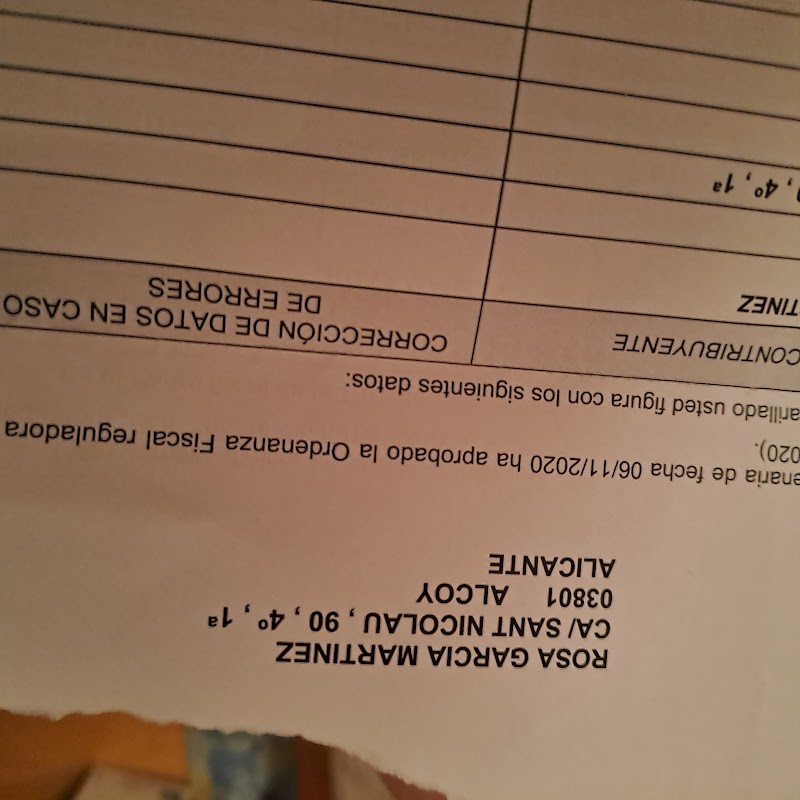 ROSA GARCIA MARTINEZ
CA/ SANT NICOLAU , 90 , 4º , 1ª
03801 ALCOY
ALICANTE
enaria de fecha 06/11/2020 ha aprobado la Ordenanza Fiscal reguladora
020).
arillado usted figura con los siguientes datos:
CONTRIBUYENTE
CORRECCIÓN DE DATOS EN CASO
DE ERRORES
TINEZ
, 4º , 1ª